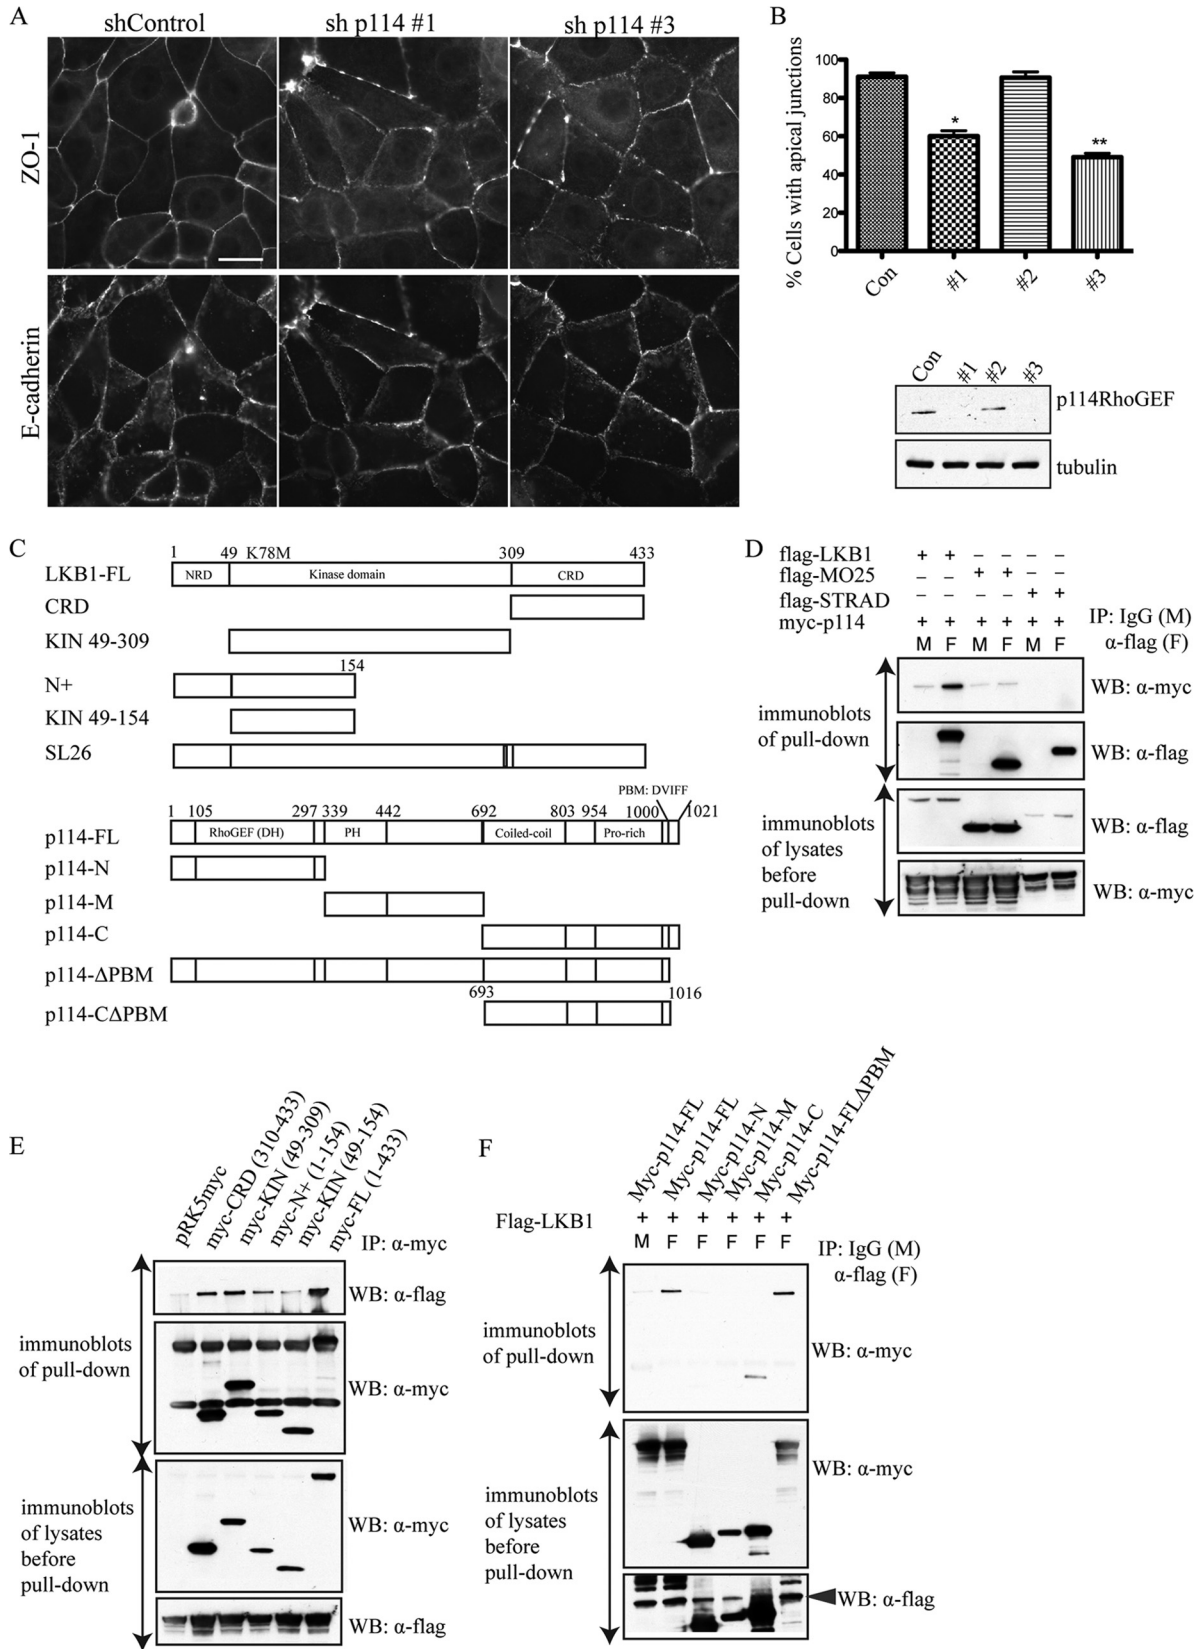 A
shControl
sh p114 #1
sh p114 #3
ZO-1
E-cadherin
B
% Cells with apical junctions
100
80
60
40
20
0
*
**
Con
#1
#2
#3
Con
#1
#2
#3
p114RhoGEF
tubulin
C
1 49 K78M 309 433
LKB1-FL NRD Kinase domain CRD
CRD
KIN 49-309
154
N+
KIN 49-154
SL26
PBM: DVIFF
1 105 297 339 442 692 803 954 1000 1021
p114-FL RhoGEF (DH) PH Coiled-coil Pro-rich
p114-N
p114-M
p114-C
p114-ΔPBM
693 1016
p114-CΔPBM
D
flag-LKB1 + + – – – –
flag-MO25 – – + + – –
flag-STRAD – – – – + +
myc-p114 + + + + + +
M F M F M F
IP: IgG (M)
α-flag (F)
immunoblots
of pull-down
WB: α-myc
WB: α-flag
immunoblots
of lysates
before
pull-down
WB: α-flag
WB: α-myc
E
pRK5myc
myc-CRD (310-433)
myc-KIN (49-309)
myc-N+ (1-154)
myc-KIN (49-154)
myc-FL (1-433)
IP: α-myc
immunoblots
of pull-down
WB: α-flag
WB: α-myc
immunoblots
of lysates
before
pull-down
WB: α-myc
WB: α-flag
F
Myc-p114-FL
Myc-p114-FL
Myc-p114-N
Myc-p114-M
Myc-p114-C
Myc-p114-FLΔPBM
Flag-LKB1 + + + + + +
M F F F F F
IP: IgG (M)
α-flag (F)
immunoblots
of pull-down
WB: α-myc
immunoblots
of lysates
before
pull-down
WB: α-myc
WB: α-flag